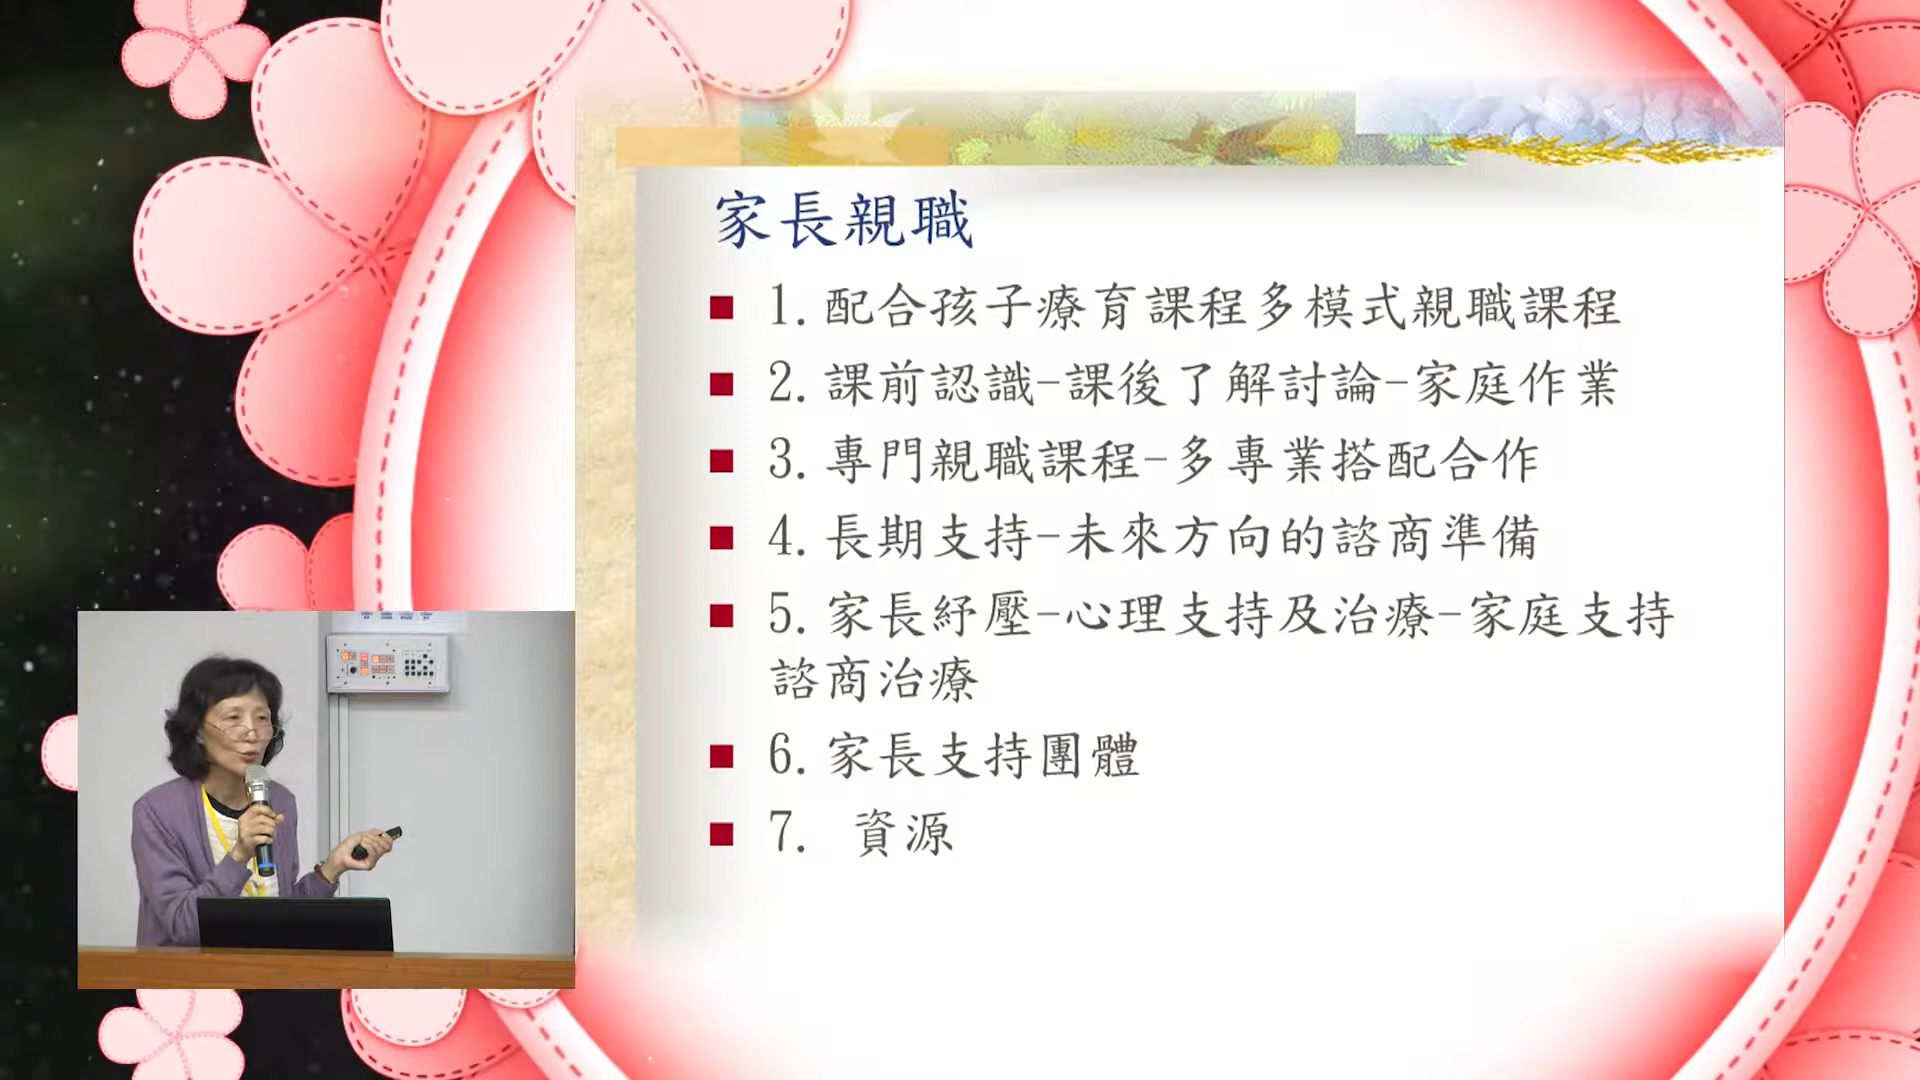 家長親職
1.配合孩子療育課程多模式親職課程
2.課前認識-課後了解討論-家庭作業
3.專門親職課程-多專業搭配合作
4.長期支持-未來方向的諮商準備
5.家長紓壓-心理支持及治療-家庭支持
諮商治療
6.家長支持團體
7. 資源